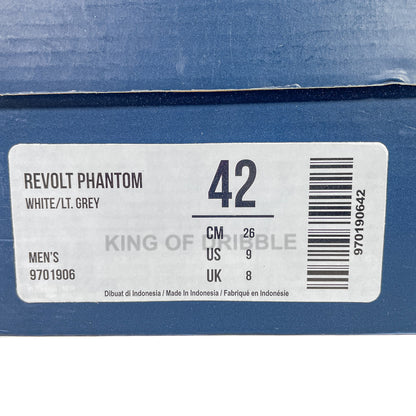 REVOLT PHANTOM
WHITE/LT. GREY
42
CM 26
US 9
UK 8
KING OF DRIBBLE
MEN'S
9701906
Dibuat di Indonesia / Made In Indonesia / Fabriqué en Indonésie
970190642